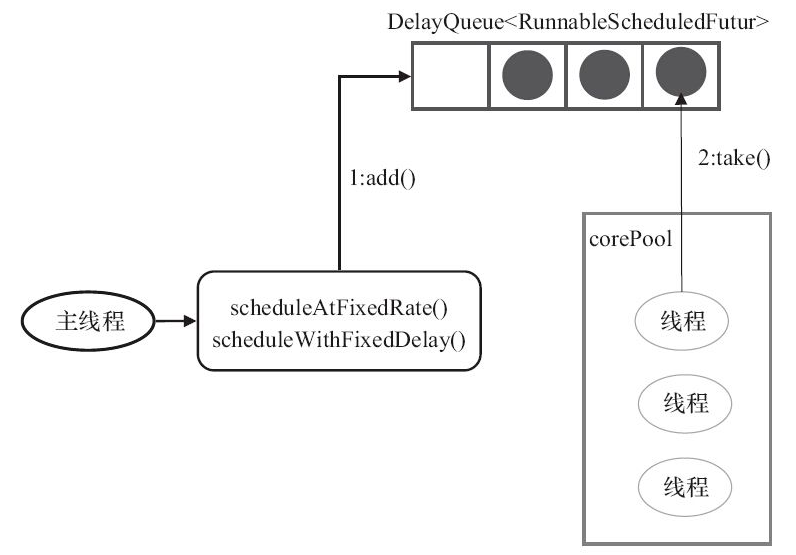 DelayQueue<RunnableScheduledFutur>
1:add()
2:take()
corePool
主线程
scheduleAtFixedRate()
scheduleWithFixedDelay()
线程
线程
线程